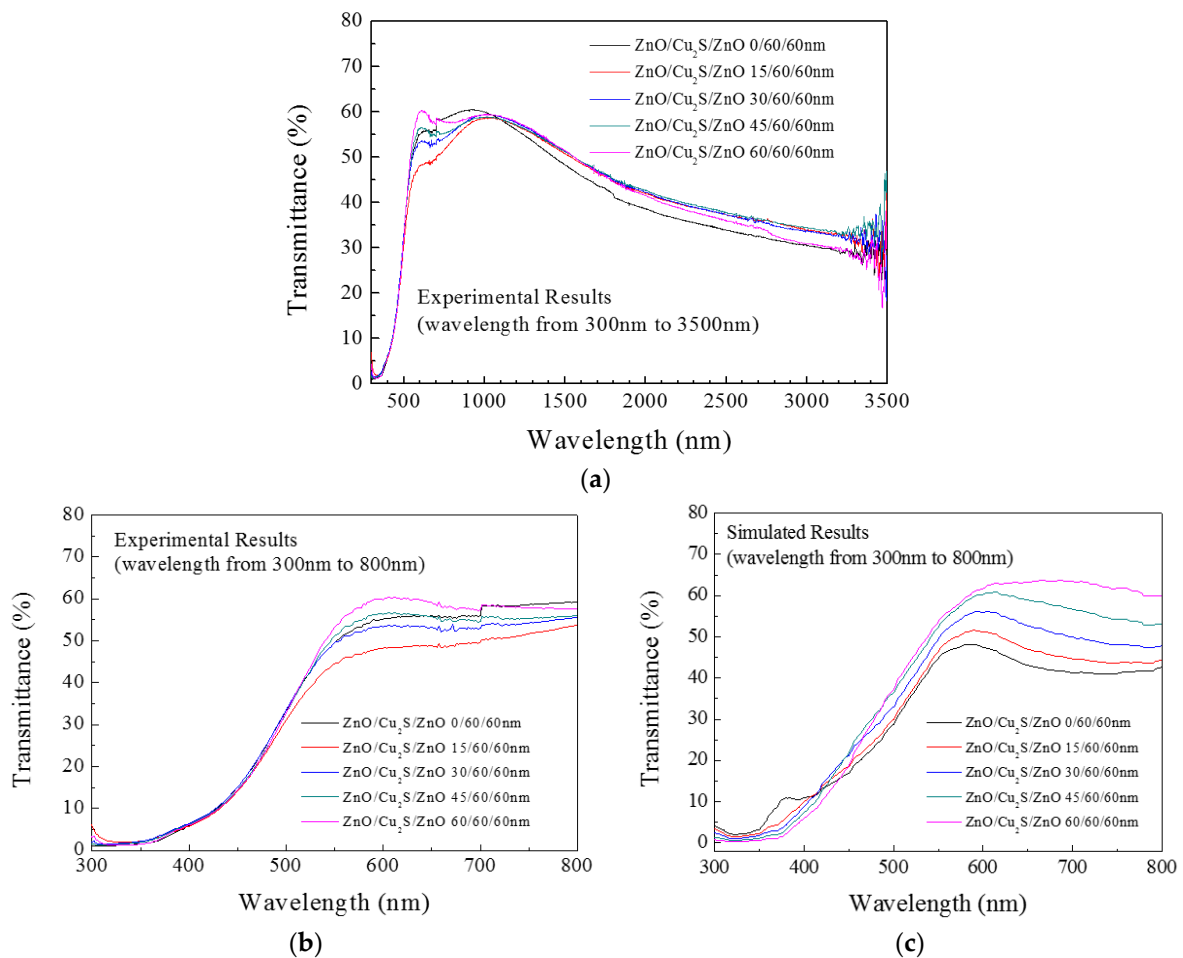 80
70
60
50
40
30
20
10
0
Transmittance (%)
ZnO/Cu₂S/ZnO 0/60/60nm
ZnO/Cu₂S/ZnO 15/60/60nm
ZnO/Cu₂S/ZnO 30/60/60nm
ZnO/Cu₂S/ZnO 45/60/60nm
ZnO/Cu₂S/ZnO 60/60/60nm
Experimental Results
(wavelength from 300nm to 3500nm)
500 1000 1500 2000 2500 3000 3500
Wavelength (nm)
(a)
80
70
60
50
40
30
20
10
0
Transmittance (%)
Experimental Results
(wavelength from 300nm to 800nm)
ZnO/Cu₂S/ZnO 0/60/60nm
ZnO/Cu₂S/ZnO 15/60/60nm
ZnO/Cu₂S/ZnO 30/60/60nm
ZnO/Cu₂S/ZnO 45/60/60nm
ZnO/Cu₂S/ZnO 60/60/60nm
300 400 500 600 700 800
Wavelength (nm)
(b)
80
70
60
50
40
30
20
10
0
Transmittance (%)
Simulated Results
(wavelength from 300nm to 800nm)
ZnO/Cu₂S/ZnO 0/60/60nm
ZnO/Cu₂S/ZnO 15/60/60nm
ZnO/Cu₂S/ZnO 30/60/60nm
ZnO/Cu₂S/ZnO 45/60/60nm
ZnO/Cu₂S/ZnO 60/60/60nm
300 400 500 600 700 800
Wavelength (nm)
(c)